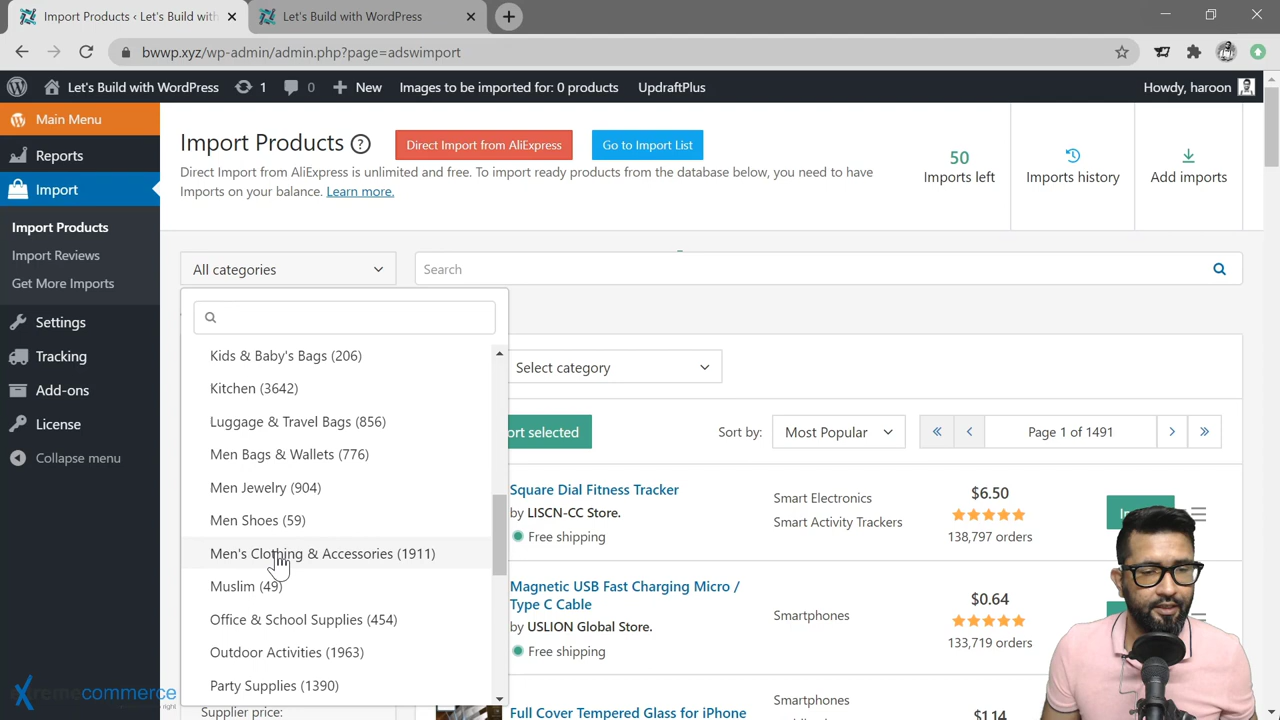 Import Products ‹ Let's Build with WordPress
Let's Build with WordPress
bwwp.xyz/wp-admin/admin.php?page=adswimport
Let's Build with WordPress
1
0
New
Images to be imported for: 0 products
UpdraftPlus
Howdy, haroon
Main Menu
Reports
Import
Import Products
Import Reviews
Get More Imports
Settings
Tracking
Add-ons
License
Collapse menu
Import Products
?
Direct Import from AliExpress
Go to Import List
Direct Import from AliExpress is unlimited and free. To import ready products from the database below, you need to have
Imports on your balance. Learn more.
50
Imports left
Imports history
Add imports
All categories
Search
Kids & Baby's Bags (206)
Kitchen (3642)
Luggage & Travel Bags (856)
Men Bags & Wallets (776)
Men Jewelry (904)
Men Shoes (59)
Men's Clothing & Accessories (1911)
Muslim (49)
Office & School Supplies (454)
Outdoor Activities (1963)
Party Supplies (1390)
Supplier price:
Select category
ort selected
Sort by:
Most Popular
Page 1 of 1491
Square Dial Fitness Tracker
by LISCN-CC Store.
Free shipping
Smart Electronics
Smart Activity Trackers
$6.50
138,797 orders
Magnetic USB Fast Charging Micro /
Type C Cable
by USLION Global Store.
Free shipping
Smartphones
$0.64
133,719 orders
Full Cover Tempered Glass for iPhone
Smartphones
$1.14
xtremecommerce